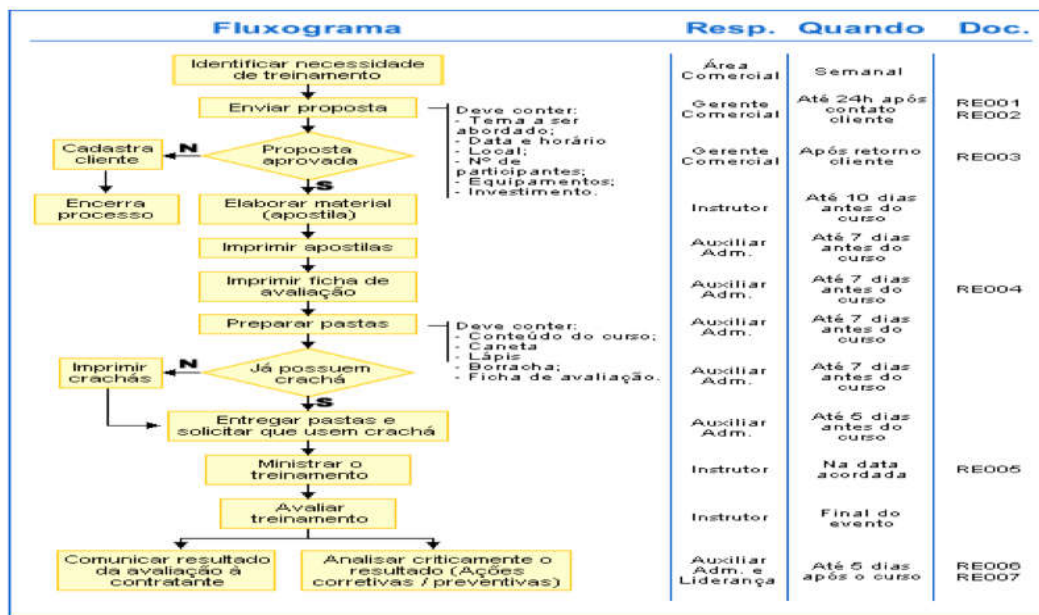 Fluxograma
Resp.
Quando
Doc.
Identificar necessidade
de treinamento
Área
Comercial
Semanal
Enviar proposta
Deve conter:
- Tema a ser
abordado;
- Data e horário
- Local;
- Nº de
participantes;
- Equipamentos;
- Investimento.
Gerente
Comercial
Até 24h após
contato
cliente
RE001
RE002
Cadastra
cliente
N
Proposta
aprovada
S
Gerente
Comercial
Após retorno
cliente
RE003
Encerra
processo
Elaborar material
(apostila)
Instrutor
Até 10 dias
antes do
curso
Imprimir apostilas
Auxiliar
Adm.
Até 7 dias
antes do
curso
Imprimir ficha de
avaliação
Auxiliar
Adm.
Até 7 dias
antes do
curso
RE004
Preparar pastas
Deve conter:
- Conteúdo do curso;
- Caneta
- Lápis
- Borracha;
- Ficha de avaliação.
Auxiliar
Adm.
Até 7 dias
antes do
curso
Imprimir
crachás
N
Já possuem
crachá
S
Auxiliar
Adm.
Até 7 dias
antes do
curso
Entregar pastas e
solicitar que usem crachá
Auxiliar
Adm.
Até 5 dias
antes do
curso
Ministrar o
treinamento
Instrutor
Na data
acordada
RE005
Avaliar
treinamento
Instrutor
Final do
evento
Comunicar resultado
da avaliação à
contratante
Analisar criticamente o
resultado (Ações
corretivas / preventivas)
Auxiliar
Adm. e
Liderança
Até 5 dias
após o curso
RE006
RE007